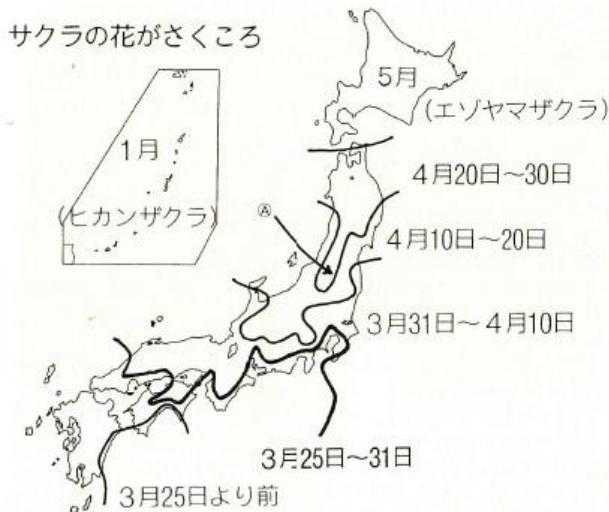 サクラの花がさくころ
1月
(ヒカンザクラ)
5月
(エゾヤマザクラ)
4月20日～30日
Ⓐ
4月10日～20日
3月31日～4月10日
3月25日～31日
3月25日より前